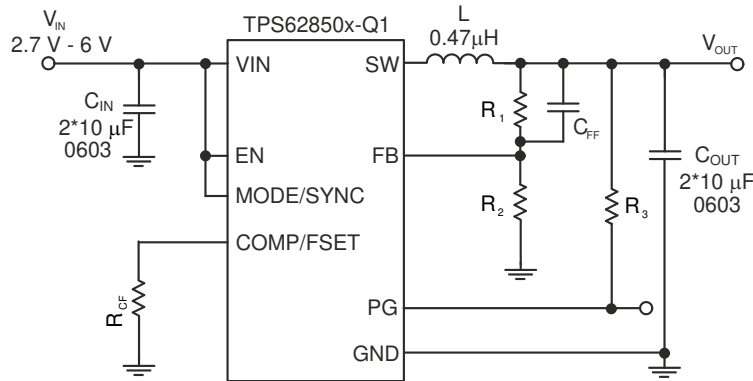 TPS62850x-Q1
V_IN
2.7 V - 6 V
L
0.47μH
V_OUT
VIN
SW
C_IN
2*10 μF
0603
R_1
C_FF
EN
FB
C_OUT
2*10 μF
0603
MODE/SYNC
R_2
R_3
COMP/FSET
R_CF
PG
GND